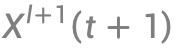 X^{l+1}(t + 1)